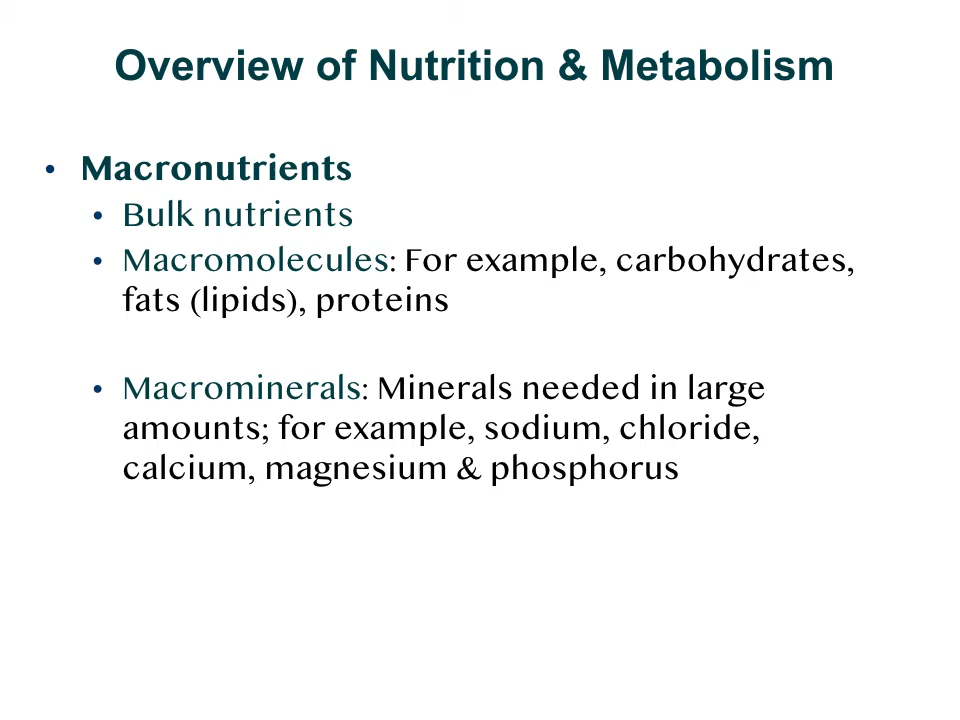 Overview of Nutrition & Metabolism
• Macronutrients
• Bulk nutrients
• Macromolecules: For example, carbohydrates,
fats (lipids), proteins
• Macrominerals: Minerals needed in large
amounts; for example, sodium, chloride,
calcium, magnesium & phosphorus